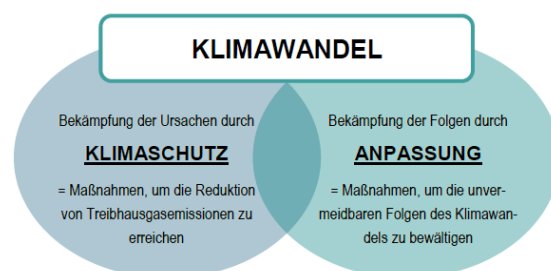 KLIMAWANDEL
Bekämpfung der Ursachen durch
KLIMASCHUTZ
= Maßnahmen, um die Reduktion
von Treibhausgasemissionen zu
erreichen
Bekämpfung der Folgen durch
ANPASSUNG
= Maßnahmen, um die unver-
meidbaren Folgen des Klimawan-
dels zu bewältigen